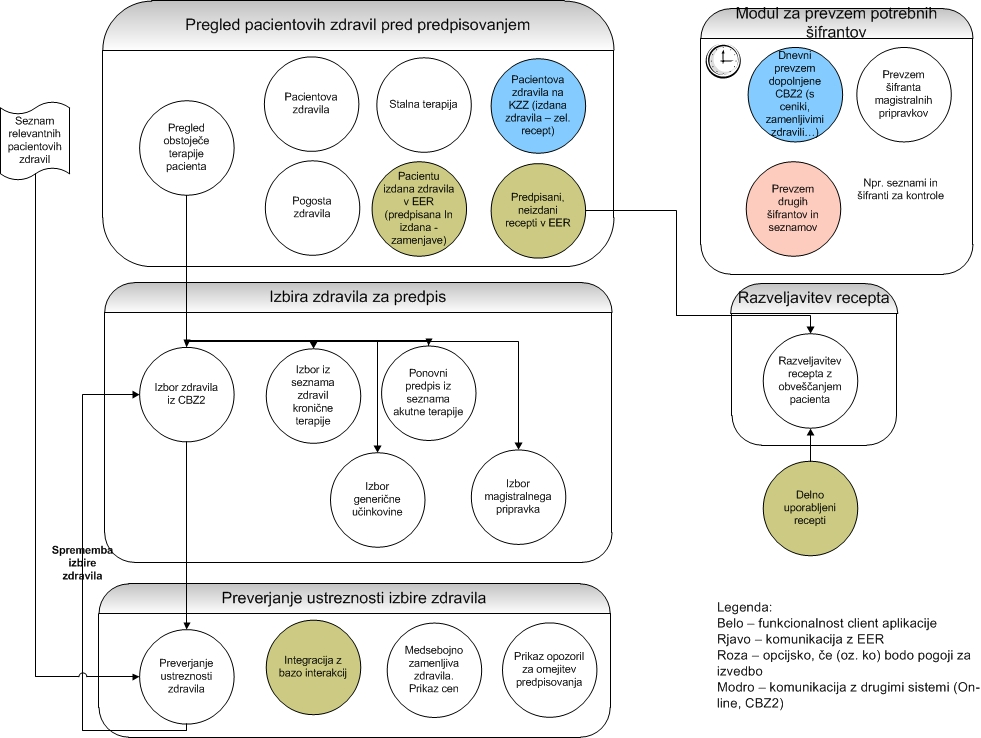 Pregled pacientovih zdravil pred predpisovanjem
Seznam
relevantnih
pacientovih
zdravil
Pregled
obstoječe
terapije
pacienta
Pacientova
zdravila
Stalna terapija
Pacientova
zdravila na
KZZ (izdana
zdravila – zel.
recept)
Pogosta
zdravila
Pacientu
izdana zdravila
v EER
(predpisana In
izdana -
zamenjave)
Predpisani,
neizdani
recepti v EER
Modul za prevzem potrebnih
šifrantov
Dnevni
prevzem
dopolnjene
CBZ2 (s
ceniki,
zamenljivimi
zdravili...)
Prevzem
šifranta
magistralnih
pripravkov
Prevzem
drugih
šifrantov in
seznamov
Npr. seznami in
šifranti za kontrole
Izbira zdravila za predpis
Izbor zdravila
iz CBZ2
Izbor iz
seznama
zdravil
kronične
terapije
Ponovni
predpis iz
seznama
akutne terapije
Izbor
generične
učinkovine
Izbor
magistralnega
pripravka
Razveljavitev recepta
Razveljavitev
recepta z
obveščanjem
pacienta
Delno
uporabljeni
recepti
Sprememba
izbire
zdravila
Preverjanje ustreznosti izbire zdravila
Preverjanje
ustreznosti
zdravila
Integracija z
bazo interakcij
Medsebojno
zamenljiva
zdravila.
Prikaz cen
Prikaz opozoril
za omejitev
predpisovanja
Legenda:
Belo – funkcionalnost client aplikacije
Rjavo – komunikacija z EER
Roza – opcijsko, če (oz. ko) bodo pogoji za
izvedbo
Modro – komunikacija z drugimi sistemi (On-
line, CBZ2)